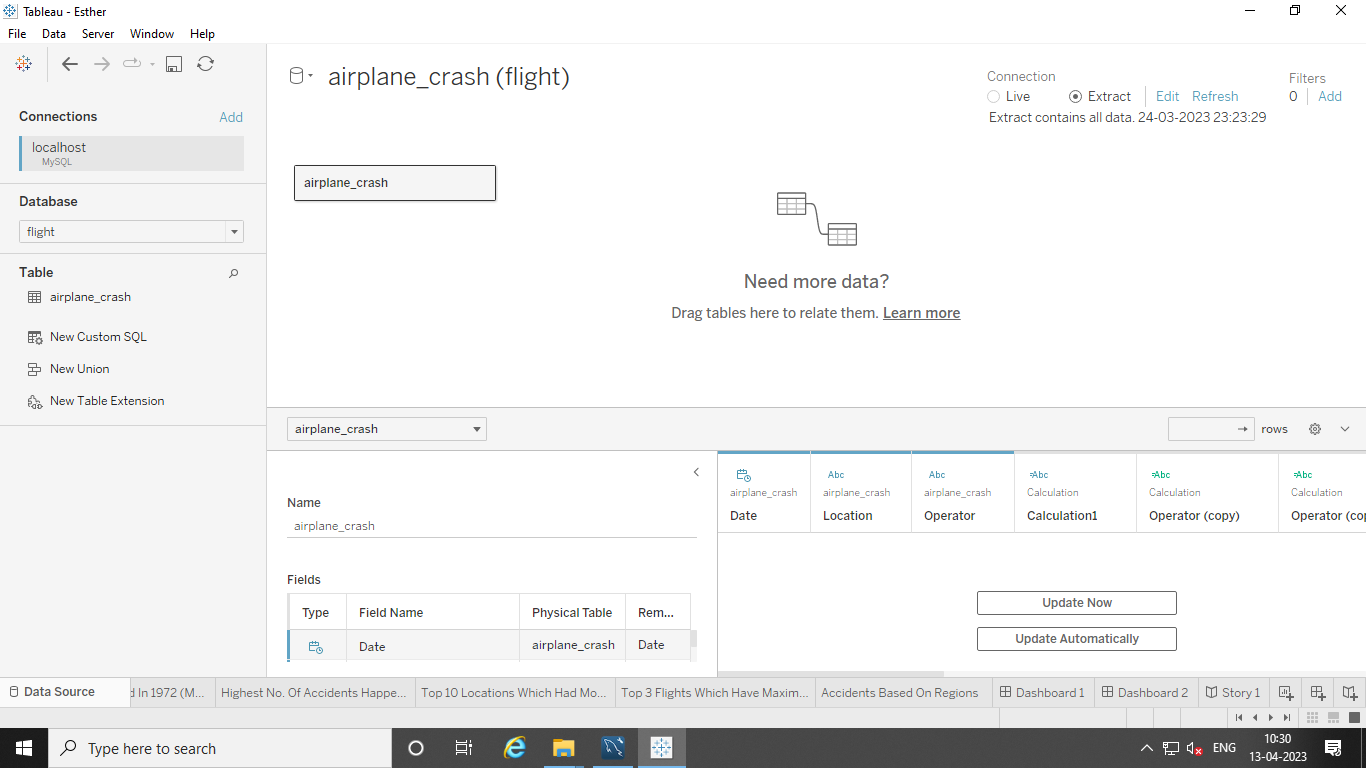 Tableau - Esther
File Data Server Window Help
Connections Add
localhost
MySQL
Database
flight
Table
airplane_crash
New Custom SQL
New Union
New Table Extension
airplane_crash (flight)
Connection
Live Extract Edit Refresh
Extract contains all data. 24-03-2023 23:23:29
Filters
0 Add
airplane_crash
Need more data?
Drag tables here to relate them. Learn more
airplane_crash
rows
Name
airplane_crash
Fields
Type Field Name Physical Table Rem...
Date airplane_crash Date
Abc Abc =Abc =Abc =Abc
airplane_crash airplane_crash airplane_crash Calculation Calculation Calculation
Date Location Operator Calculation1 Operator (copy) Operator (co
Update Now
Update Automatically
Data Source d In 1972 (M... Highest No. Of Accidents Happe... Top 10 Locations Which Had Mo... Top 3 Flights Which Have Maxim... Accidents Based On Regions Dashboard 1 Dashboard 2 Story 1
Type here to search
ENG
10:30
13-04-2023